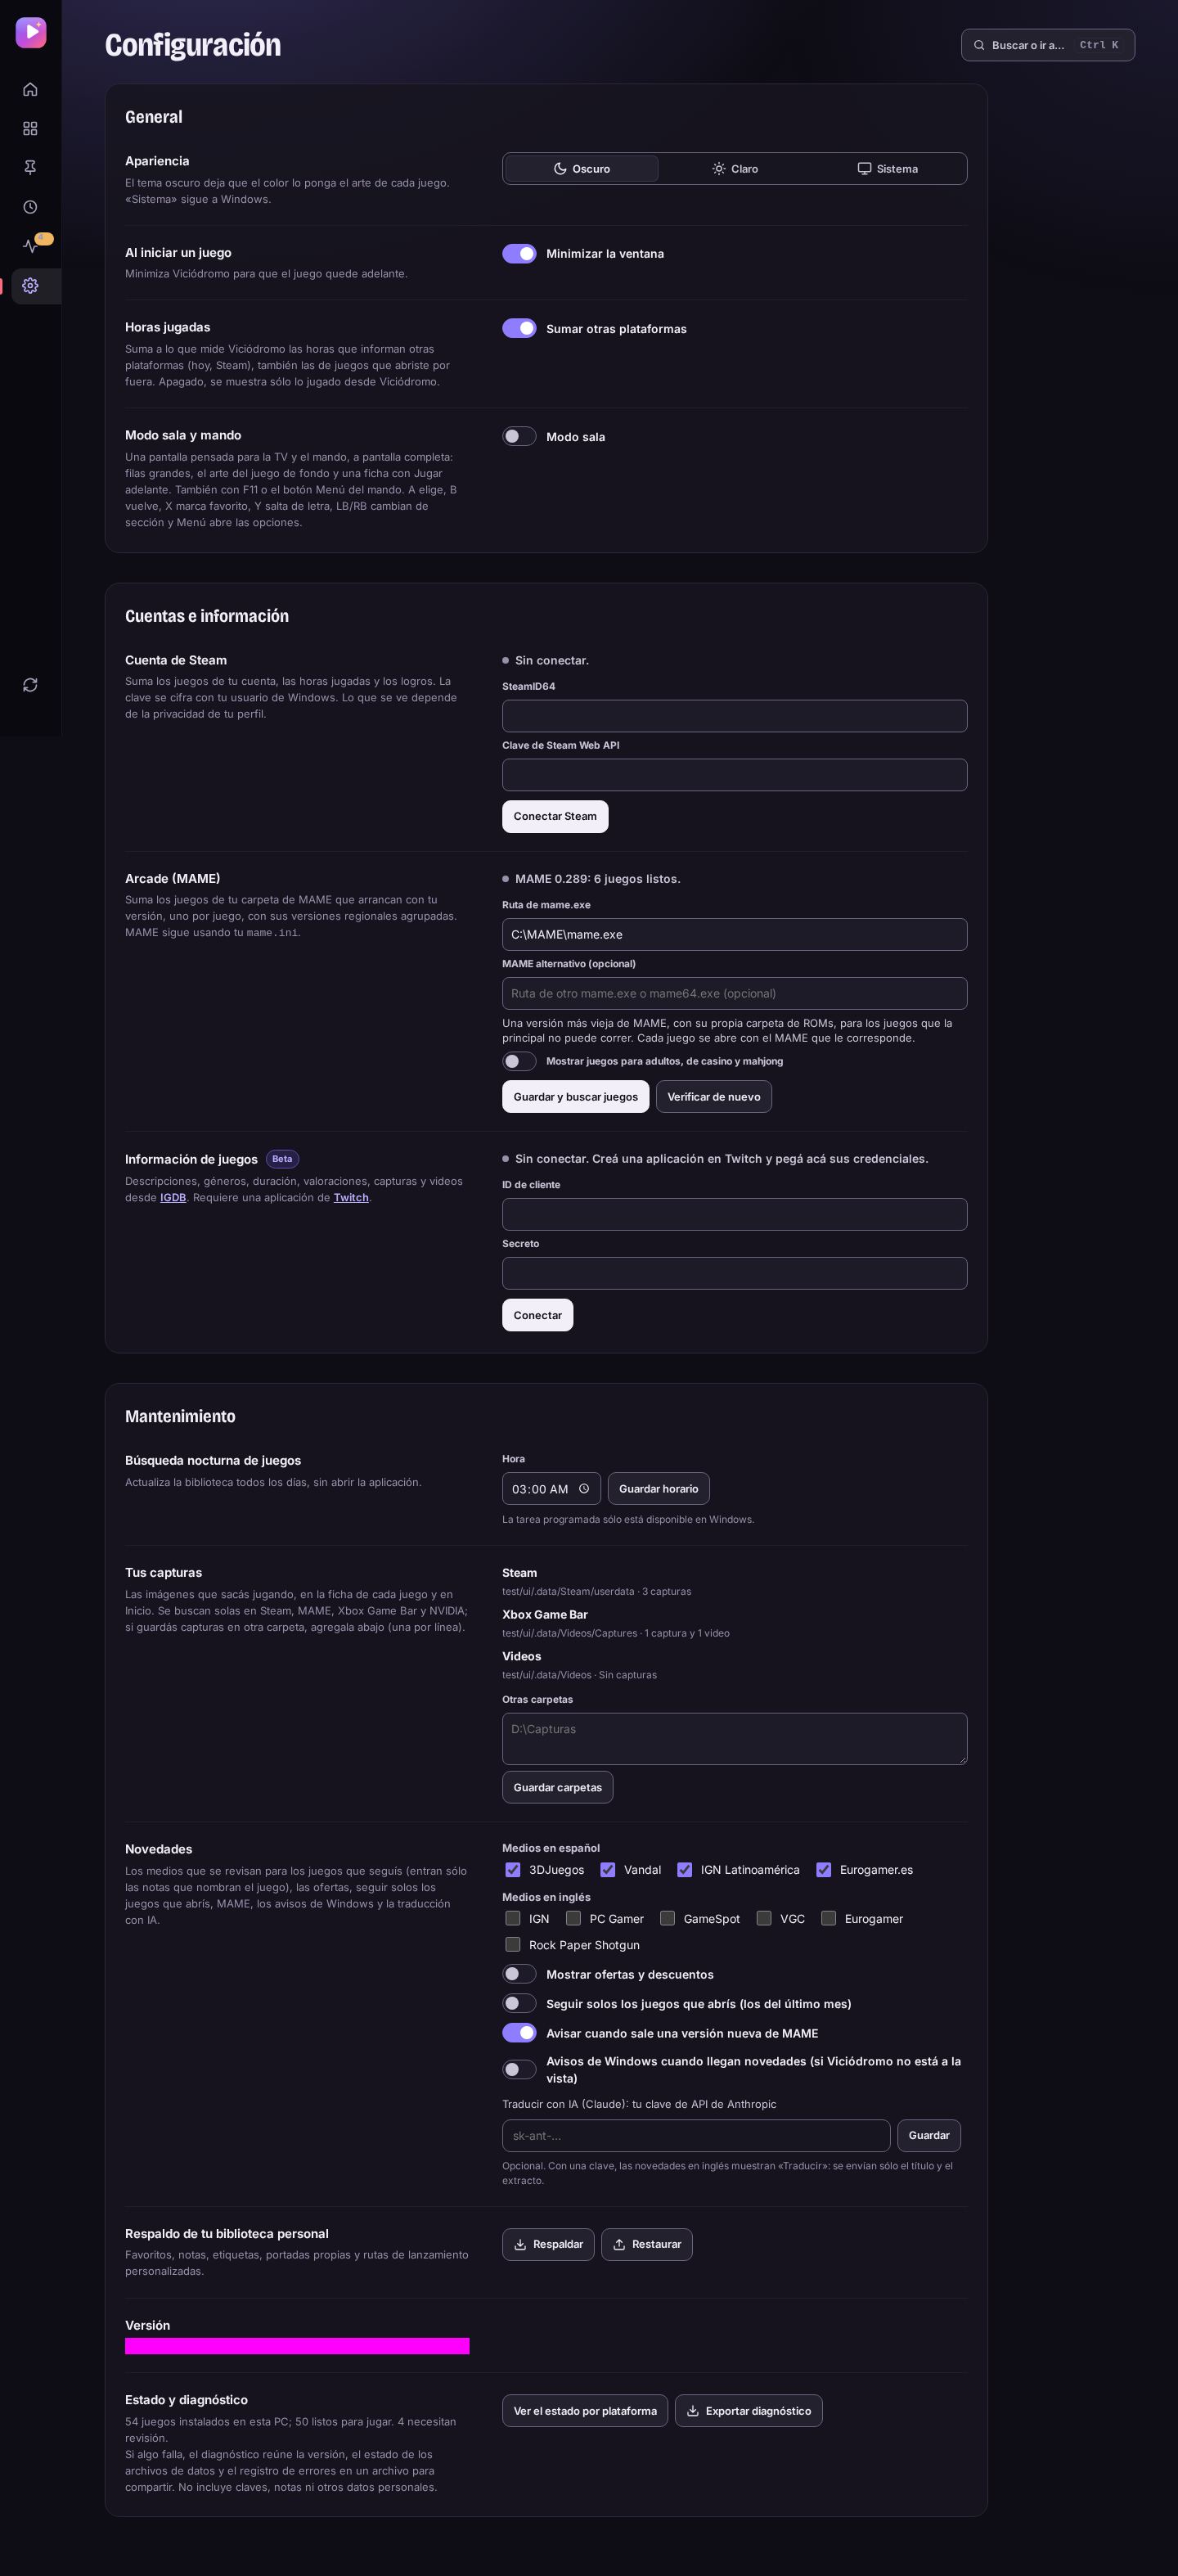 Configuración
Buscar o ir a... Ctrl K
General
Apariencia
El tema oscuro deja que el color lo ponga el arte de cada juego.
«Sistema» sigue a Windows.
Oscuro
Claro
Sistema
Al iniciar un juego
Minimiza Viciódromo para que el juego quede adelante.
Minimizar la ventana
Horas jugadas
Suma a lo que mide Viciódromo las horas que informan otras
plataformas (hoy, Steam), también las de juegos que abriste por
fuera. Apagado, se muestra sólo lo jugado desde Viciódromo.
Sumar otras plataformas
Modo sala y mando
Una pantalla pensada para la TV y el mando, a pantalla completa:
filas grandes, el arte del juego de fondo y una ficha con Jugar
adelante. También con F11 o el botón Menú del mando. A elige, B
vuelve, X marca favorito, Y salta de letra, LB/RB cambian de
sección y Menú abre las opciones.
Modo sala
Cuentas e información
Cuenta de Steam
Suma los juegos de tu cuenta, las horas jugadas y los logros. La
clave se cifra con tu usuario de Windows. Lo que se ve depende
de la privacidad de tu perfil.
Sin conectar.
SteamID64
Clave de Steam Web API
Conectar Steam
Arcade (MAME)
Suma los juegos de tu carpeta de MAME que arrancan con tu
versión, uno por juego, con sus versiones regionales agrupadas.
MAME sigue usando tu mame.ini.
MAME 0.289: 6 juegos listos.
Ruta de mame.exe
C:\MAME\mame.exe
MAME alternativo (opcional)
Ruta de otro mame.exe o mame64.exe (opcional)
Una versión más vieja de MAME, con su propia carpeta de ROMs, para los juegos que la
principal no puede correr. Cada juego se abre con el MAME que le corresponde.
Mostrar juegos para adultos, de casino y mahjong
Guardar y buscar juegos
Verificar de nuevo
Información de juegos Beta
Descripciones, géneros, duración, valoraciones, capturas y videos
desde IGDB. Requiere una aplicación de Twitch.
Sin conectar. Creá una aplicación en Twitch y pegá acá sus credenciales.
ID de cliente
Secreto
Conectar
Mantenimiento
Búsqueda nocturna de juegos
Actualiza la biblioteca todos los días, sin abrir la aplicación.
Hora
03:00 AM
Guardar horario
La tarea programada sólo está disponible en Windows.
Tus capturas
Las imágenes que sacás jugando, en la ficha de cada juego y en
Inicio. Se buscan solas en Steam, MAME, Xbox Game Bar y NVIDIA;
si guardás capturas en otra carpeta, agregala abajo (una por línea).
Steam
test/ui/.data/Steam/userdata · 3 capturas
Xbox Game Bar
test/ui/.data/Videos/Captures · 1 captura y 1 video
Videos
test/ui/.data/Videos · Sin capturas
Otras carpetas
D:\Capturas
Guardar carpetas
Novedades
Los medios que se revisan para los juegos que seguís (entran sólo
las notas que nombran el juego), las ofertas, seguir solos los
juegos que abrís, MAME, los avisos de Windows y la traducción
con IA.
Medios en español
3DJuegos Vandal IGN Latinoamérica Eurogamer.es
Medios en inglés
IGN PC Gamer GameSpot VGC Eurogamer
Rock Paper Shotgun
Mostrar ofertas y descuentos
Seguir solos los juegos que abrís (los del último mes)
Avisar cuando sale una versión nueva de MAME
Avisos de Windows cuando llegan novedades (si Viciódromo no está a la
vista)
Traducir con IA (Claude): tu clave de API de Anthropic
sk-ant-...
Guardar
Opcional. Con una clave, las novedades en inglés muestran «Traducir»: se envían sólo el título y el
extracto.
Respaldo de tu biblioteca personal
Favoritos, notas, etiquetas, portadas propias y rutas de lanzamiento
personalizadas.
Respaldar
Restaurar
Versión
Estado y diagnóstico
54 juegos instalados en esta PC; 50 listos para jugar. 4 necesitan
revisión.
Si algo falla, el diagnóstico reúne la versión, el estado de los
archivos de datos y el registro de errores en un archivo para
compartir. No incluye claves, notas ni otros datos personales.
Ver el estado por plataforma
Exportar diagnóstico